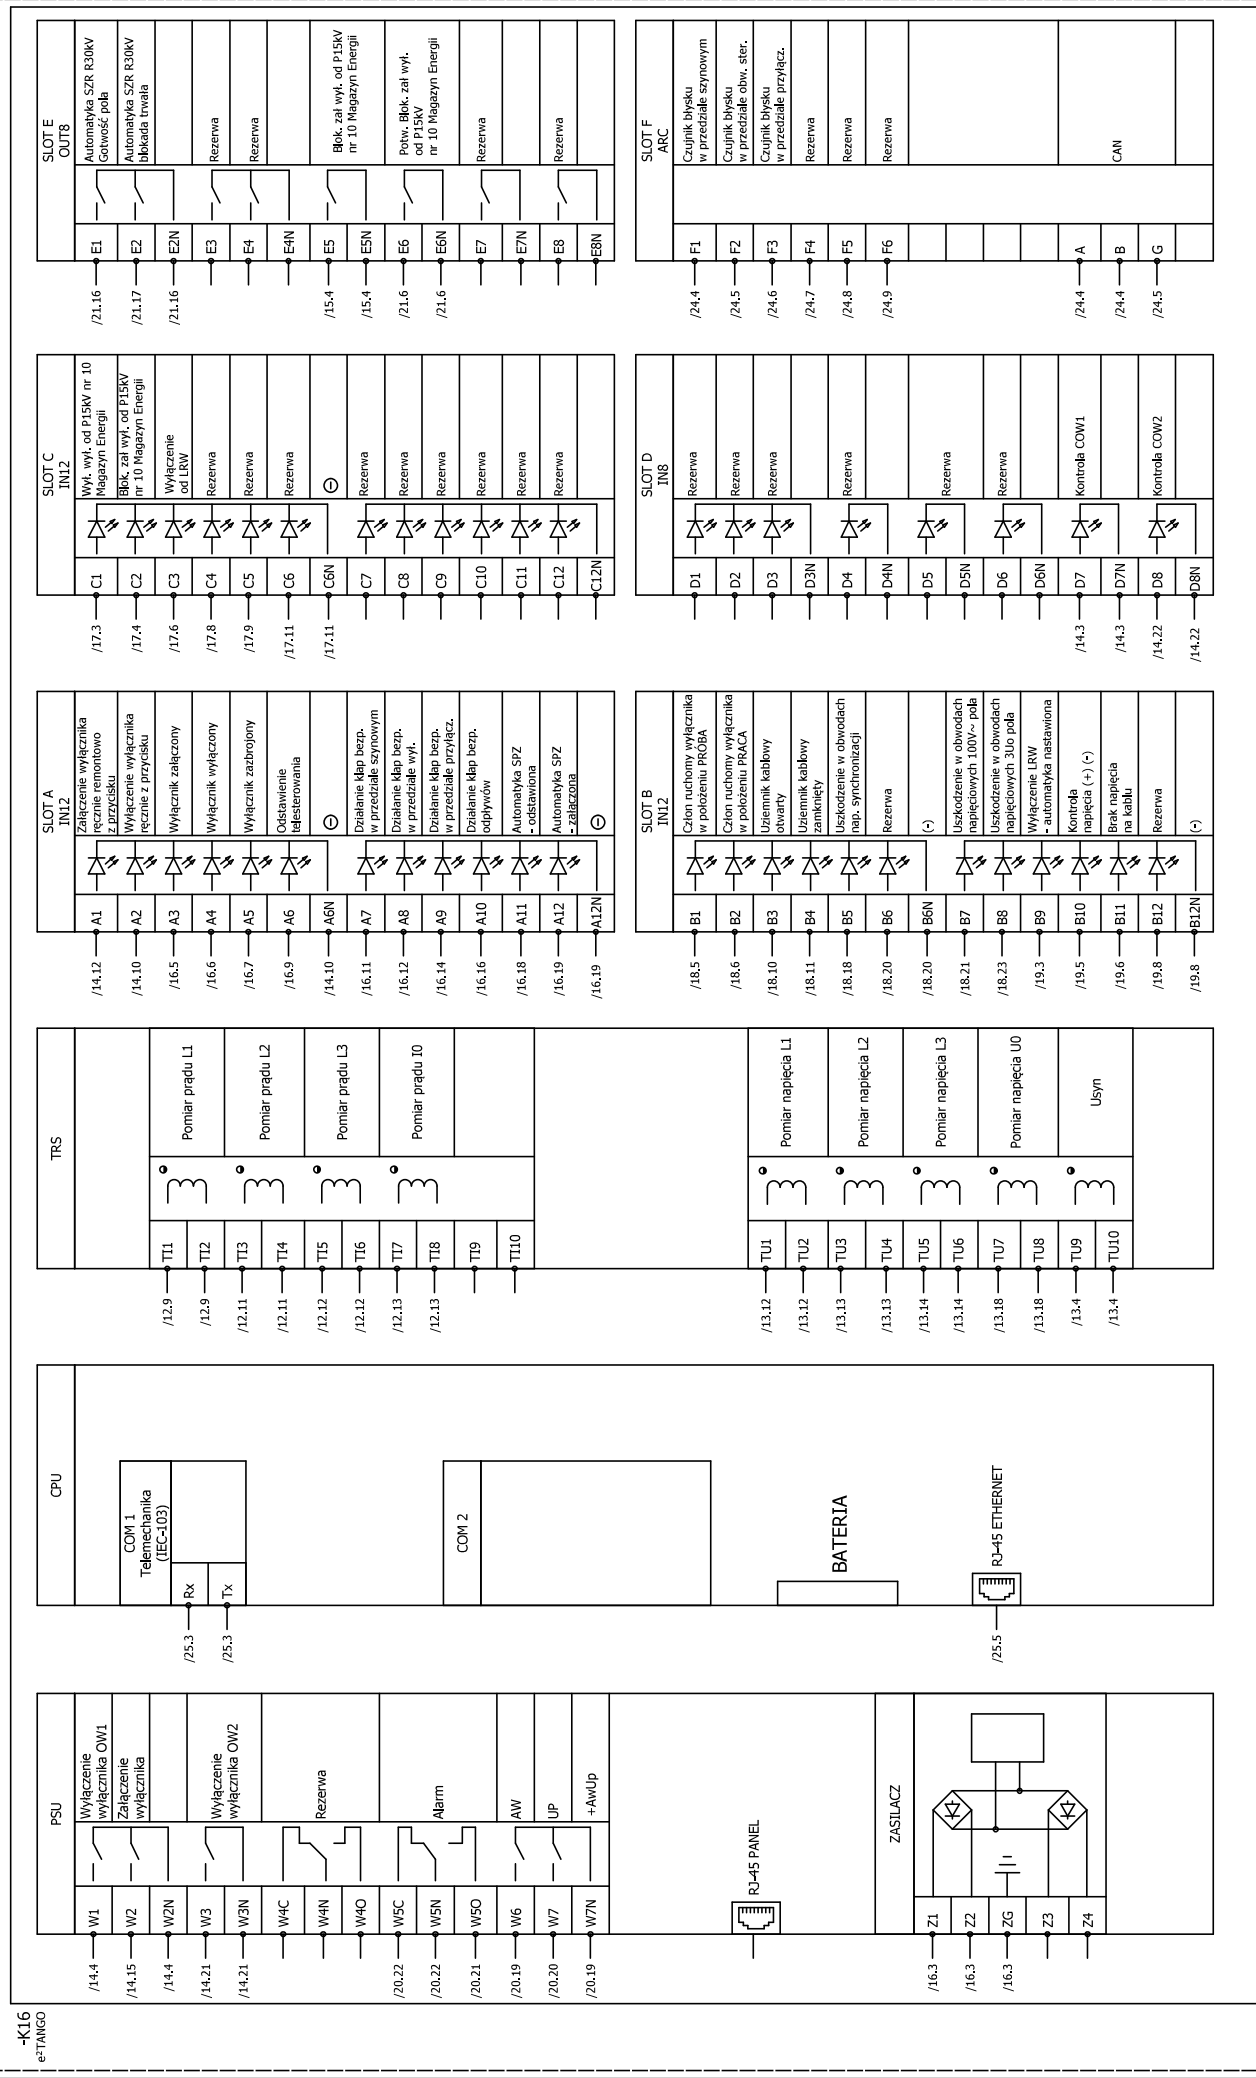 -K16
e²TANGO
PSU
W1
/14.4
Wyłączenie
wyłącznika OW1
W2
/14.15
Załączenie
wyłącznika
W2N
/14.4
W3
/14.21
Wyłączenie
wyłącznika OW2
W3N
/14.21
W4C
W4N
Rezerwa
W4O
W5C
/20.22
W5N
/20.22
Alarm
W5O
/20.21
W6
/20.19
AW
W7
/20.20
UP
W7N
/20.19
+AwUp
RJ-45 PANEL
ZASILACZ
Z1
/16.3
Z2
/16.3
ZG
/16.3
Z3
Z4
CPU
COM 1
Telemechanika
(IEC-103)
Rx
/25.3
Tx
/25.3
COM 2
BATERIA
RJ-45 ETHERNET
/25.5
TRS
TI1
/12.9
Pomiar prądu L1
TI2
/12.9
TI3
/12.11
Pomiar prądu L2
TI4
/12.11
TI5
/12.12
Pomiar prądu L3
TI6
/12.12
TI7
/12.13
Pomiar prądu I0
TI8
/12.13
TI9
TI10
TU1
/13.12
Pomiar napięcia L1
TU2
/13.12
TU3
/13.13
Pomiar napięcia L2
TU4
/13.13
TU5
/13.14
Pomiar napięcia L3
TU6
/13.14
TU7
/13.18
Pomiar napięcia U0
TU8
/13.18
TU9
/13.4
Usyn
TU10
/13.4
SLOT A
IN12
A1
/14.12
Załączenie wyłącznika
ręcznie remontowo
z przycisku
A2
/14.10
Wyłączenie wyłącznika
ręcznie z przycisku
A3
/16.5
Wyłącznik załączony
A4
/16.6
Wyłącznik wyłączony
A5
/16.7
Wyłącznik zazbrojony
A6
/16.9
Odstawienie
telesterowania
A6N
/14.10
A7
/16.11
Działanie klap bezp.
w przedziale szynowym
A8
/16.12
Działanie klap bezp.
w przedziale wył.
A9
/16.14
Działanie klap bezp.
w przedziale przyłącz.
A10
/16.16
Działanie klap bezp.
odpływów
A11
/16.18
Automatyka SPZ
- odstawiona
A12
/16.19
Automatyka SPZ
- załączona
A12N
/16.19
SLOT B
IN12
B1
/18.5
Człon ruchomy wyłącznika
w położeniu PRÓBA
B2
/18.6
Człon ruchomy wyłącznika
w położeniu PRACA
B3
/18.10
Uziemnik kablowy
otwarty
B4
/18.11
Uziemnik kablowy
zamknięty
B5
/18.18
Uszkodzenie w obwodach
nap. synchronizacji
B6
/18.20
Rezerwa
B6N
/18.20
(-)
B7
/18.21
Uszkodzenie w obwodach
napięciowych 100V~ pola
B8
/18.23
Uszkodzenie w obwodach
napięciowych 3Uo pola
B9
/19.3
Wyłączenie LRW
- automatyka nastawiona
B10
/19.5
Kontrola
napięcia (+) (-)
B11
/19.6
Brak napięcia
na kablu
B12
/19.8
Rezerwa
B12N
/19.8
(-)
SLOT C
IN12
C1
/17.3
Wył. wył. od P15kV nr 10
Magazyn Energii
C2
/17.4
Blok. zał wył. od P15kV
nr 10 Magazyn Energii
C3
/17.6
Wyłączenie
od LRW
C4
/17.8
Rezerwa
C5
/17.9
Rezerwa
C6
/17.11
Rezerwa
C6N
/17.11
C7
Rezerwa
C8
Rezerwa
C9
Rezerwa
C10
Rezerwa
C11
Rezerwa
C12
Rezerwa
C12N
SLOT D
IN8
D1
Rezerwa
D2
Rezerwa
D3
Rezerwa
D3N
D4
Rezerwa
D4N
D5
Rezerwa
D5N
D6
Rezerwa
D6N
D7
/14.3
Kontrola COW1
D7N
/14.3
D8
/14.22
Kontrola COW2
D8N
/14.22
SLOT E
OUT8
E1
/21.16
Automatyka SZR R30kV
Gotwość pola
E2
/21.17
Automatyka SZR R30kV
blokada trwała
E2N
/21.16
E3
Rezerwa
E4
Rezerwa
E4N
E5
/15.4
Blok. zał wył. od P15kV
nr 10 Magazyn Energii
E5N
/15.4
E6
/21.6
Potw. Blok. zał wył.
od P15kV
nr 10 Magazyn Energii
E6N
/21.6
E7
Rezerwa
E7N
E8
Rezerwa
E8N
SLOT F
ARC
F1
/24.4
Czujnik błysku
w przedziale szynowym
F2
/24.5
Czujnik błysku
w przedziale obw. ster.
F3
/24.6
Czujnik błysku
w przedziale przyłącz.
F4
/24.7
Rezerwa
F5
/24.8
Rezerwa
F6
/24.9
Rezerwa
A
/24.4
B
/24.4
CAN
G
/24.5